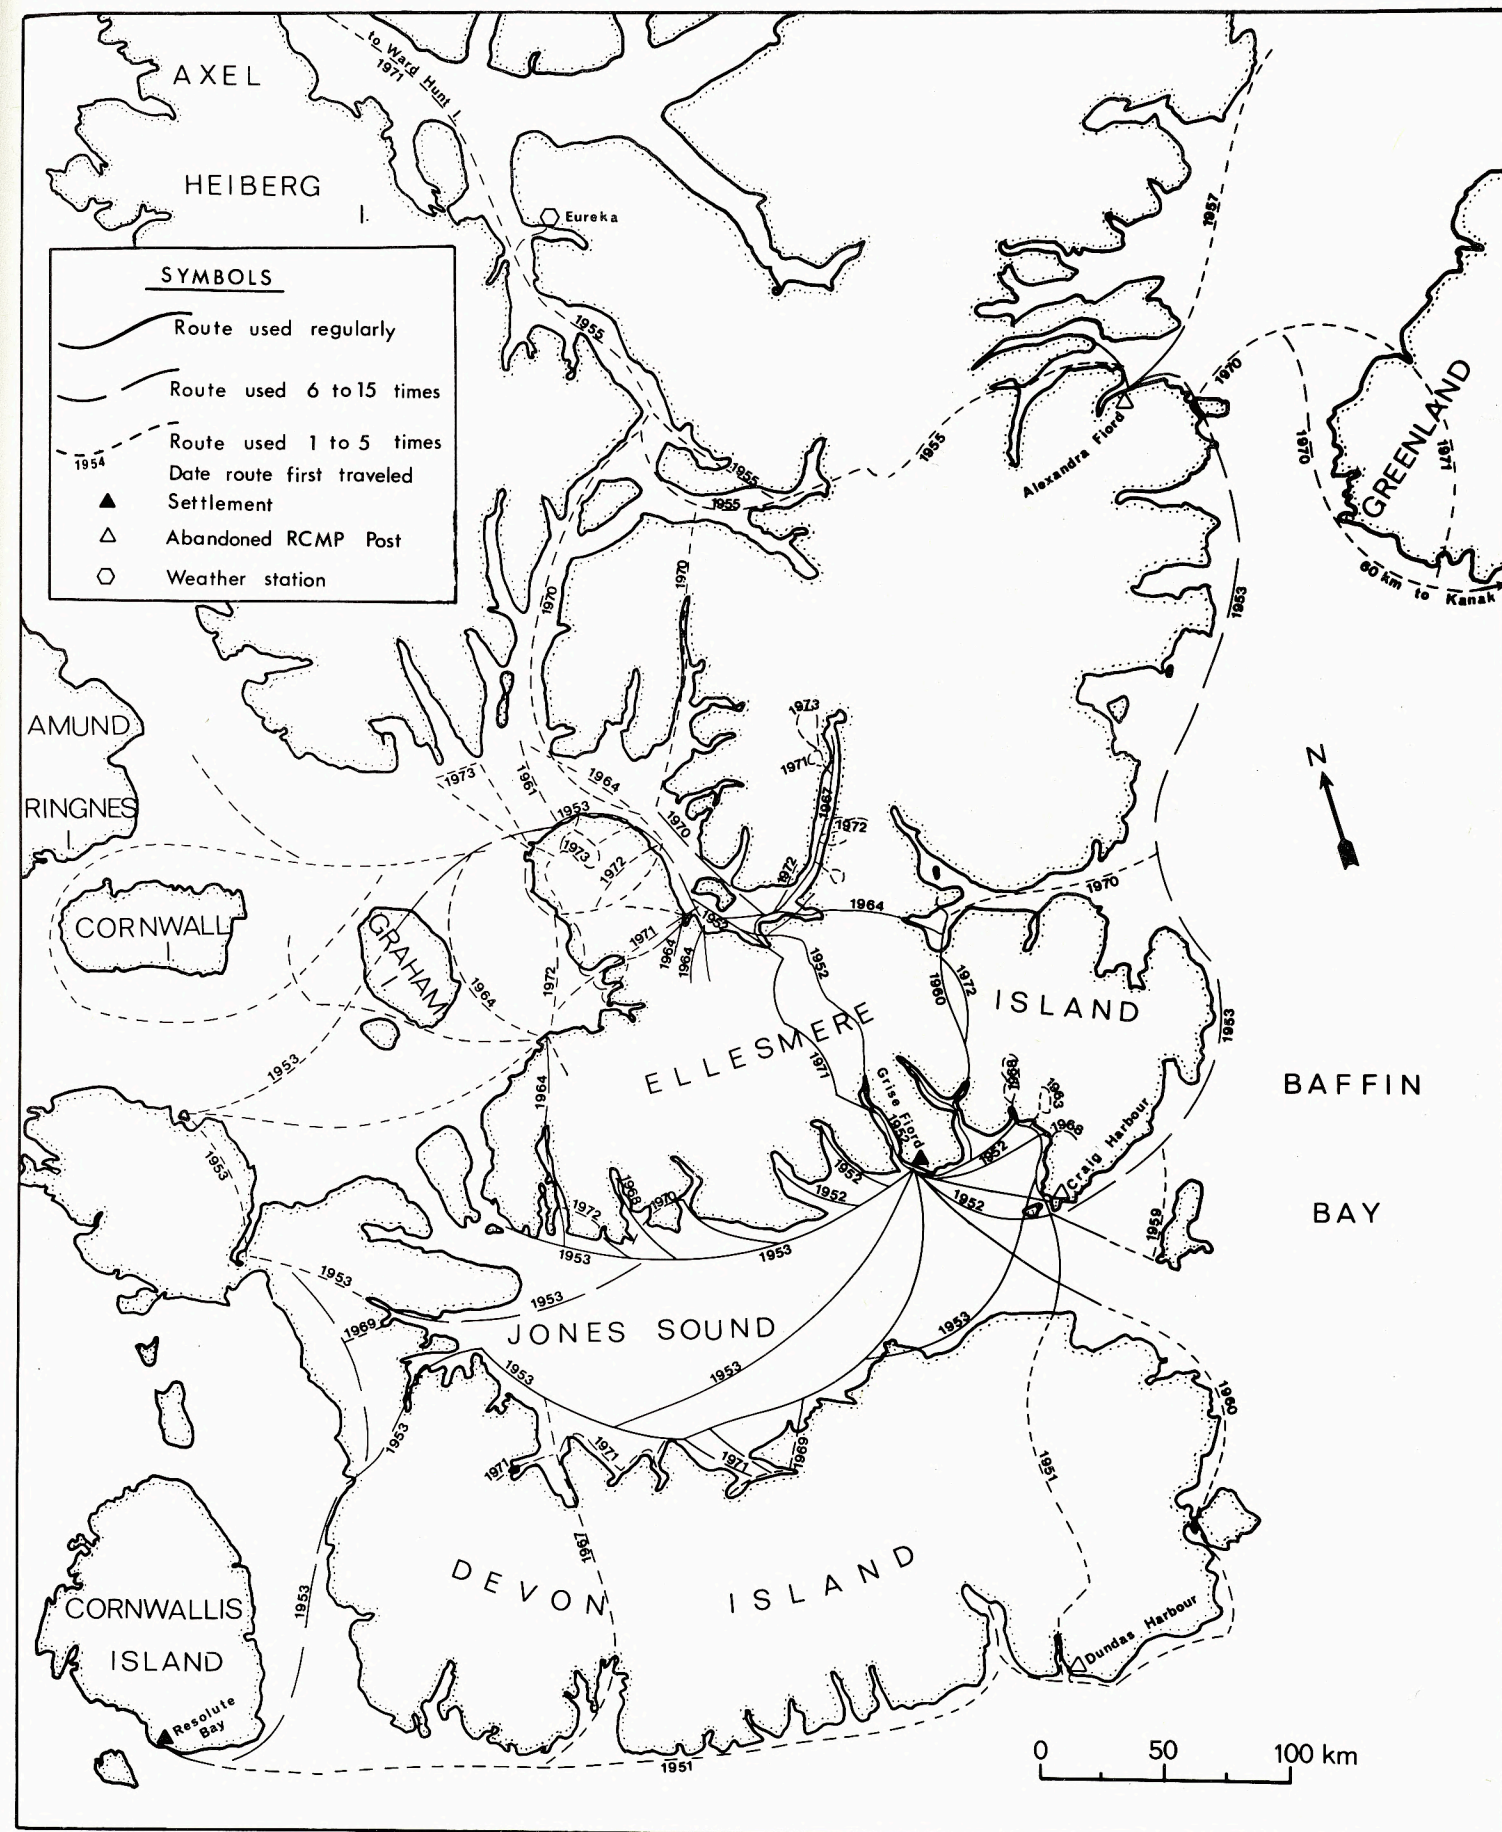 to Ward Hunt I.
1971
AXEL
HEIBERG
I.
Eureka
SYMBOLS
Route used regularly
Route used 6 to 15 times
Route used 1 to 5 times
1954
Date route first traveled
Settlement
Abandoned RCMP Post
Weather station
1957
1955
1970
1955
1955
1955
Alexandra Fiord
1970
1971
GREENLAND
60 km to Kanak
1970
1970
1953
AMUND
RINGNES
I
1973
1961
1964
1953
1970
1973
1971
1967
1972
1972
1973
1972
1970
CORNWALL
I
GRAHAM
I
1964
1972
1971
1964
1964
1953
1964
1952
1960
1972
ISLAND
ELLESMERE
1953
1953
1971
1964
BAFFIN
BAY
Grise Fiord
1952
1968
1963
1968
Craig Harbour
1952
1952
1952
1952
1953
1972
1968
1970
1953
1953
1959
1953
1953
1969
JONES SOUND
1953
1953
1953
1953
1960
1971
1971
1971
1969
1951
1967
DEVON
ISLAND
1953
CORNWALLIS
ISLAND
Resolute
Bay
Dundas Harbour
1951
0 50 100 km
N